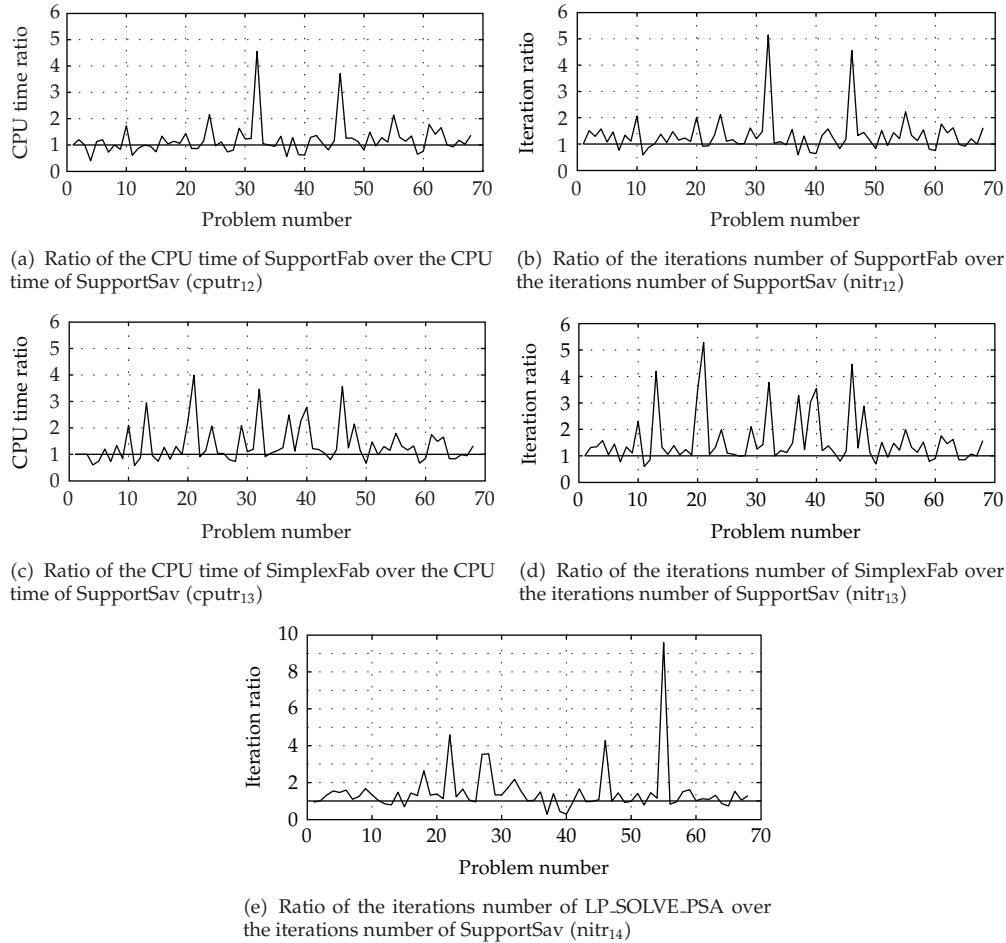 6
5
4
3
2
1
0
CPU time ratio
0 10 20 30 40 50 60 70
Problem number
(a) Ratio of the CPU time of SupportFab over the CPU
time of SupportSav (cputr₁₂)
6
5
4
3
2
1
0
Iteration ratio
0 10 20 30 40 50 60 70
Problem number
(b) Ratio of the iterations number of SupportFab over
the iterations number of SupportSav (nitr₁₂)
6
5
4
3
2
1
0
CPU time ratio
0 10 20 30 40 50 60 70
Problem number
(c) Ratio of the CPU time of SimplexFab over the CPU
time of SupportSav (cputr₁₃)
6
5
4
3
2
1
0
Iteration ratio
0 10 20 30 40 50 60 70
Problem number
(d) Ratio of the iterations number of SimplexFab over
the iterations number of SupportSav (nitr₁₃)
10
8
6
4
2
0
Iteration ratio
0 10 20 30 40 50 60 70
Problem number
(e) Ratio of the iterations number of LP_SOLVE_PSA over
the iterations number of SupportSav (nitr₁₄)